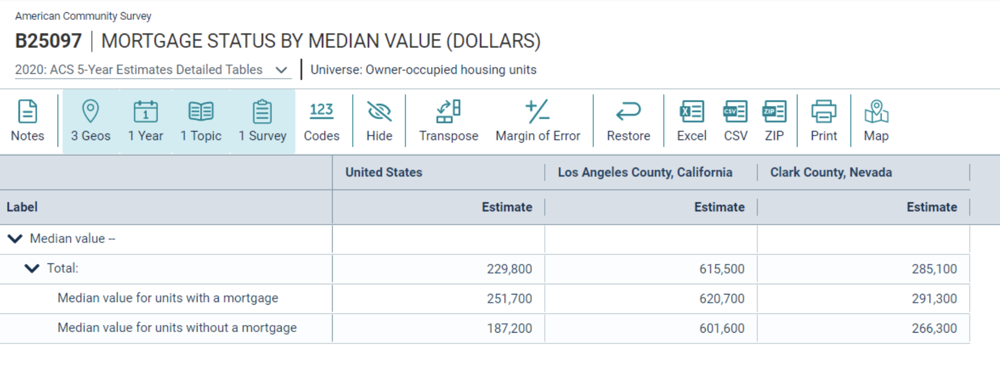 American Community Survey
B25097 | MORTGAGE STATUS BY MEDIAN VALUE (DOLLARS)
2020: ACS 5-Year Estimates Detailed Tables | Universe: Owner-occupied housing units
1 123 X CSV ZIP
Notes 3 Geos 1 Year 1 Topic 1 Survey Codes Hide Transpose Margin of Error Restore Excel CSV ZIP Print Map
United States Los Angeles County, California Clark County, Nevada
Label Estimate Estimate Estimate
Median value --
Total: 229,800 615,500 285,100
Median value for units with a mortgage 251,700 620,700 291,300
Median value for units without a mortgage 187,200 601,600 266,300